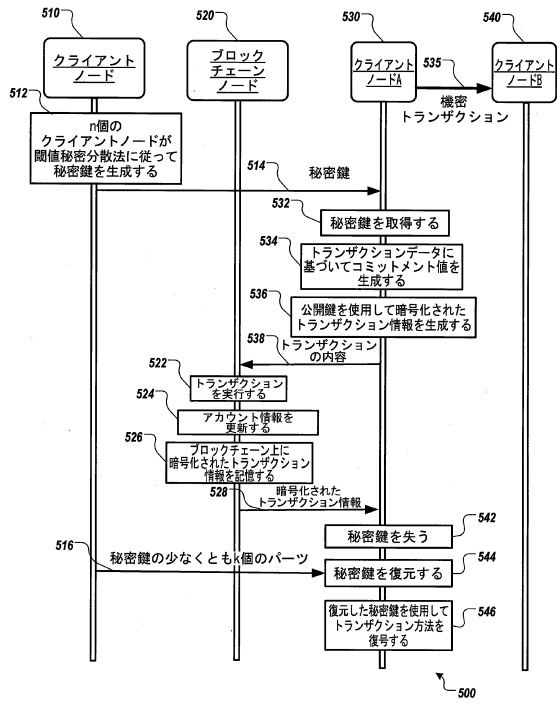 510
クライアント
ノード
520
ブロック
チェーン
ノード
530
クライアント
ノードA
535
機密
トランザクション
540
クライアント
ノードB
512
n個の
クライアントノードが
閾値秘密分散法に従って
秘密鍵を生成する
514
秘密鍵
532
秘密鍵を取得する
534
トランザクションデータに
基づいてコミットメント値を
生成する
536
公開鍵を使用して暗号化された
トランザクション情報を生成する
538
トランザクション
の内容
522
トランザクション
を実行する
524
アカウント情報を
更新する
526
ブロックチェーン上に
暗号化されたトランザクション
情報を記憶する
528
暗号化された
トランザクション情報
秘密鍵を失う
542
516
秘密鍵の少なくともk個のパーツ
秘密鍵を復元する
544
復元した秘密鍵を使用して
トランザクション方法を
復号する
546
500